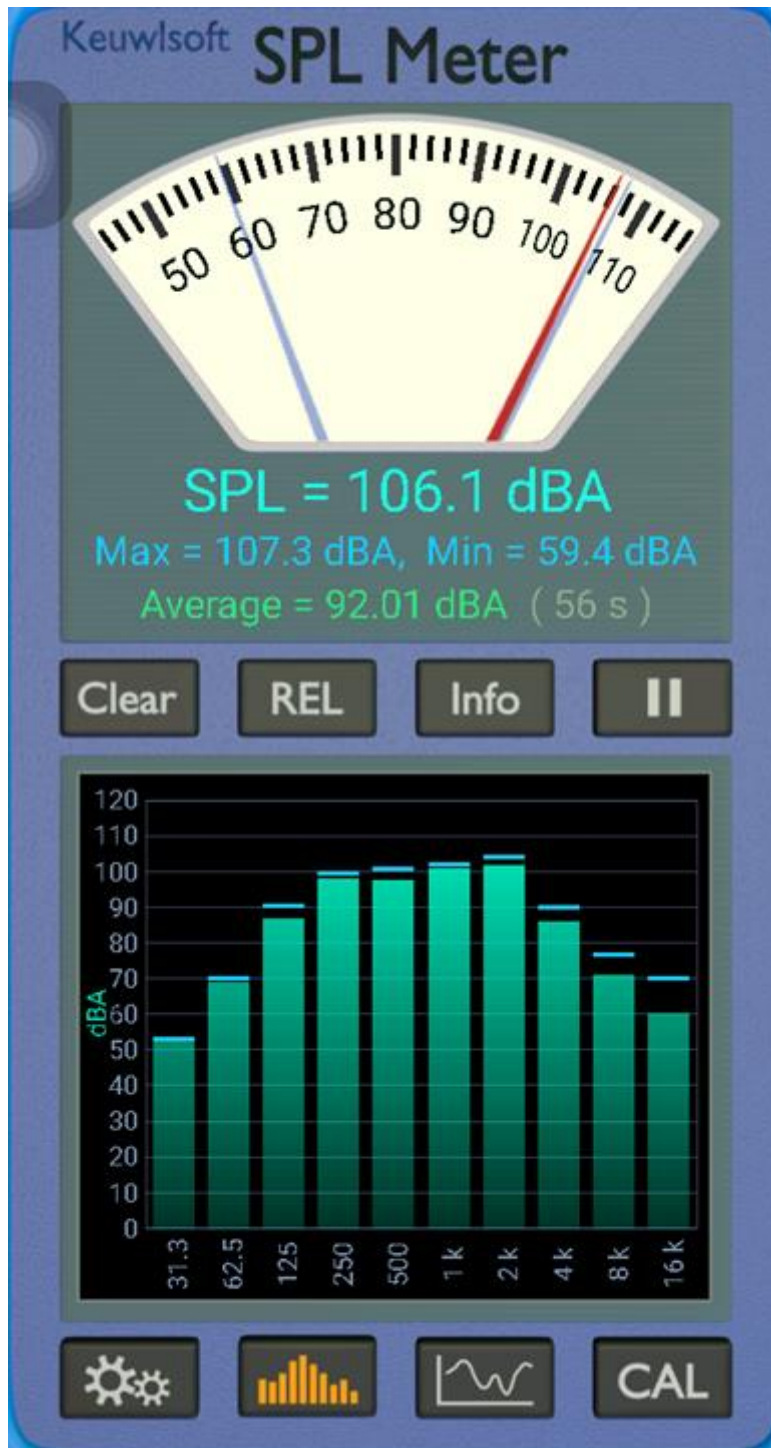 Keuwlsoft SPL Meter
50 60 70 80 90 100 110
SPL = 106.1 dBA
Max = 107.3 dBA, Min = 59.4 dBA
Average = 92.01 dBA ( 56 s )
Clear REL Info
120
110
100
90
80
70
60
50
40
30
20
10
0
dBA
31.3 62.5 125 250 500 1 k 2 k 4 k 8 k 16 k
CAL